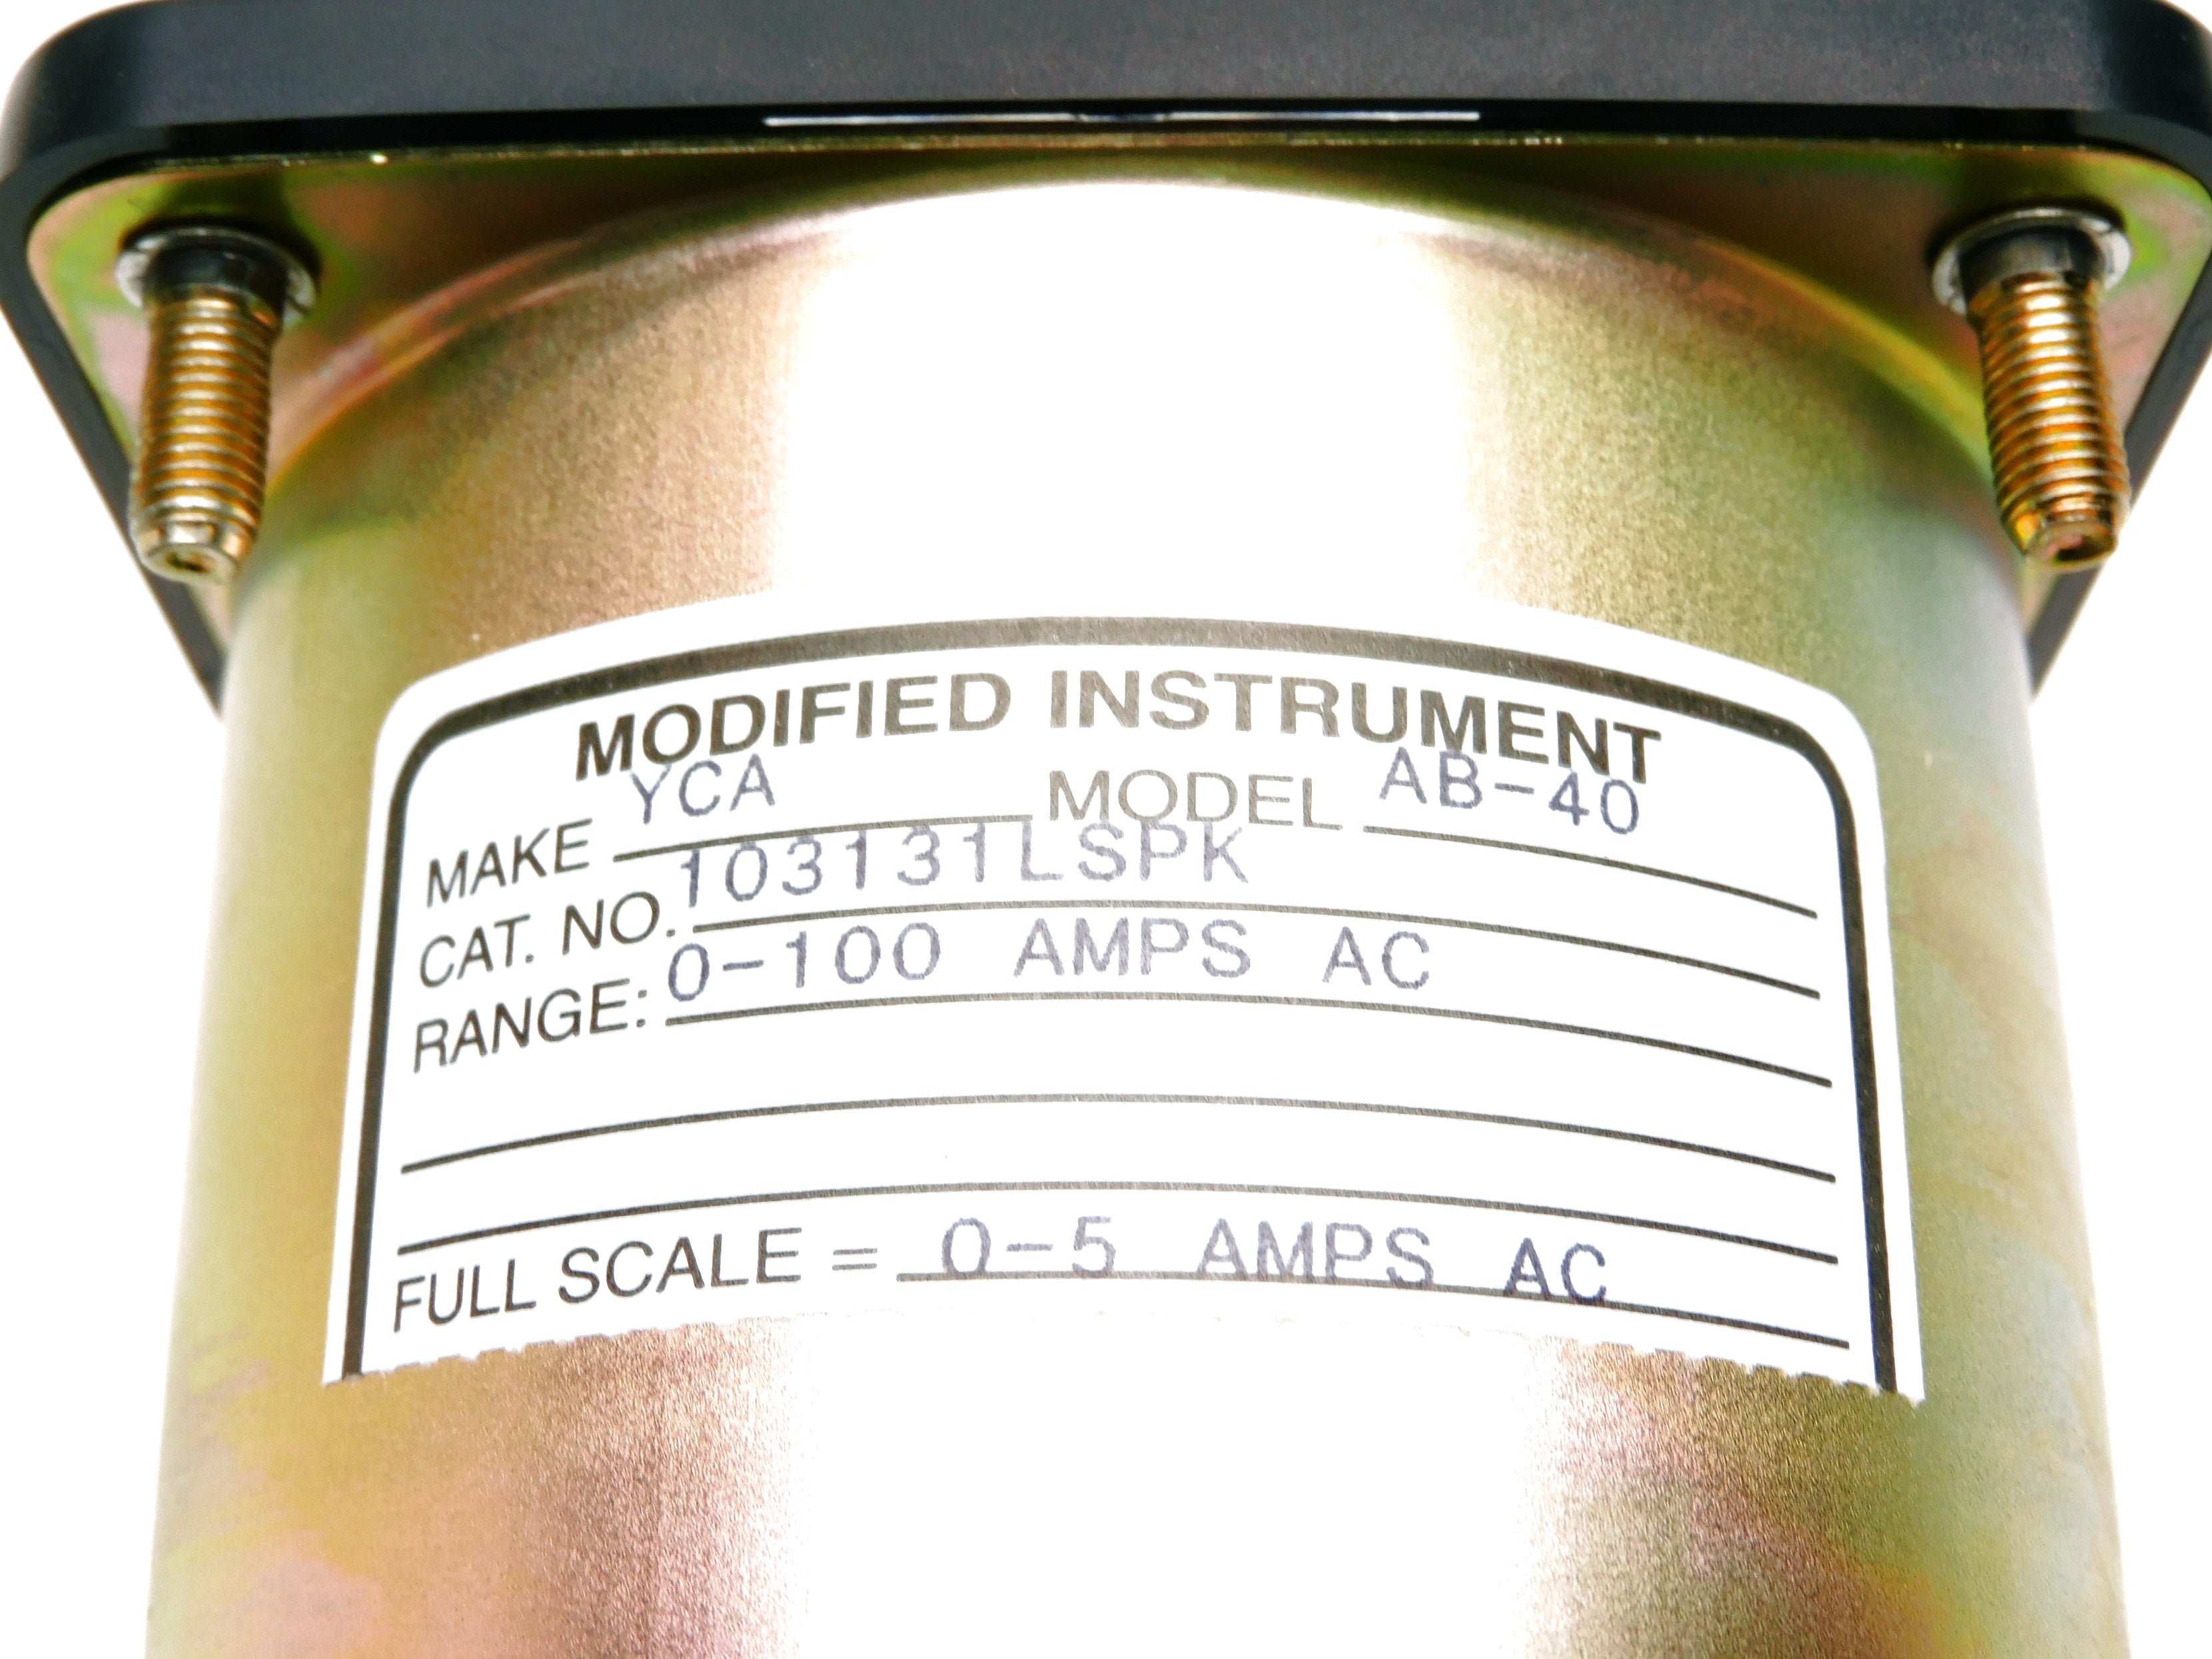 MODIFIED INSTRUMENT
MAKE YCA MODEL AB-40
CAT. NO. 103131LSPK
RANGE: 0-100 AMPS AC
FULL SCALE = 0-5 AMPS AC